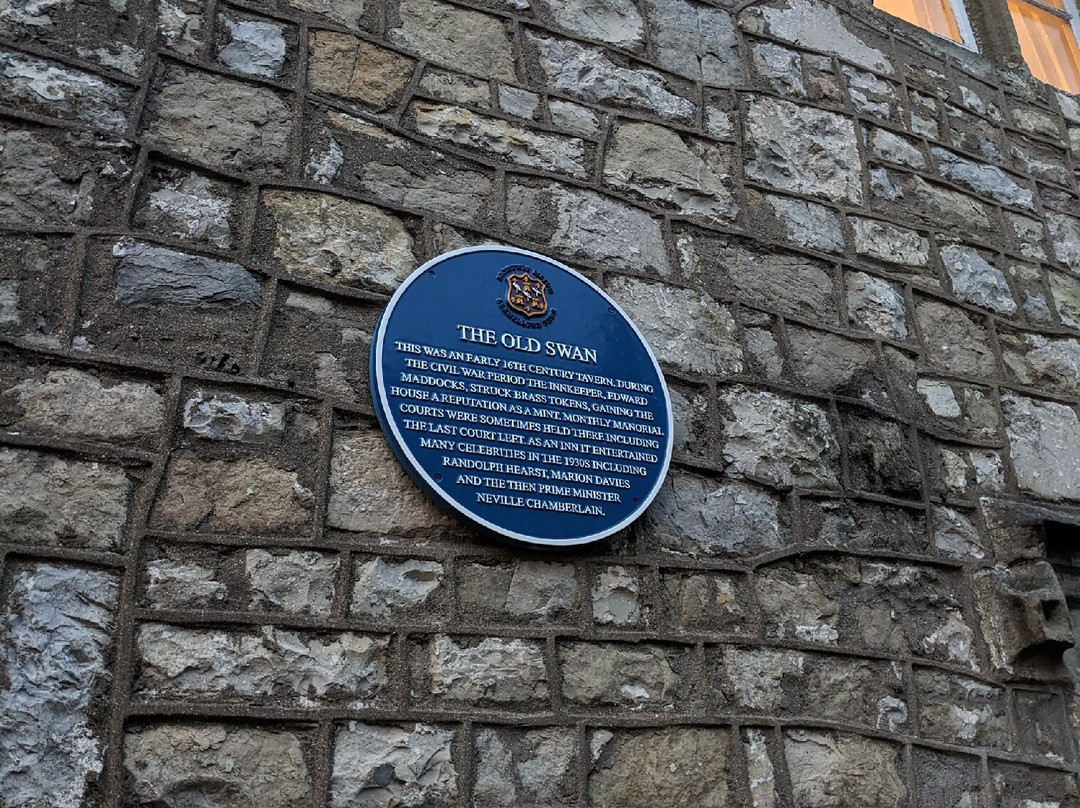 THE OLD SWAN
THIS WAS AN EARLY 16TH CENTURY TAVERN. DURING
THE CIVIL WAR PERIOD THE INNKEEPER, EDWARD
MADDOCKS, STRUCK BRASS TOKENS, GAINING THE
HOUSE A REPUTATION AS A MINT. MONTHLY MANORIAL
COURTS WERE SOMETIMES HELD THERE INCLUDING
THE LAST COURT LEFT. AS AN INN IT ENTERTAINED
MANY CELEBRITIES IN THE 1930S INCLUDING
RANDOLPH HEARST, MARION DAVIES
AND THE THEN PRIME MINISTER
NEVILLE CHAMBERLAIN.